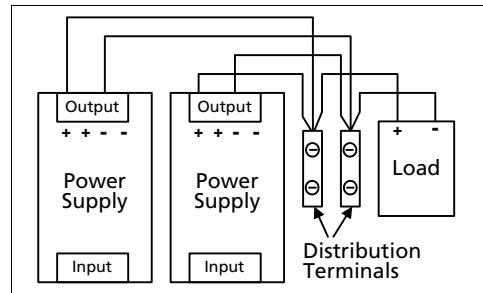 Output
+ + - -
Power
Supply
Input
Output
+ + - -
Power
Supply
Input
+ -
Load
Distribution
Terminals